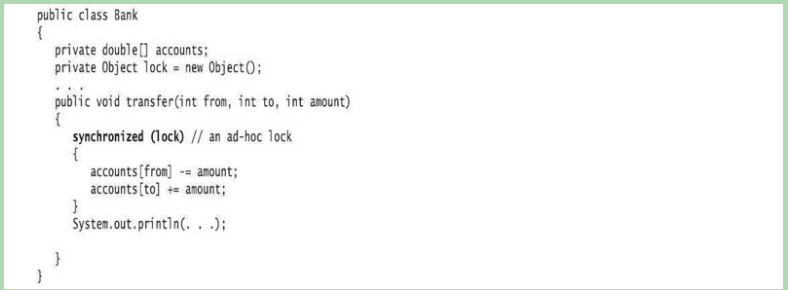 public class Bank
{
private double[] accounts;
private Object lock = new Object();
. . .
public void transfer(int from, int to, int amount)
{
synchronized (lock) // an ad-hoc lock
{
accounts[from] -= amount;
accounts[to] += amount;
}
System.out.println(. . .);
}
}